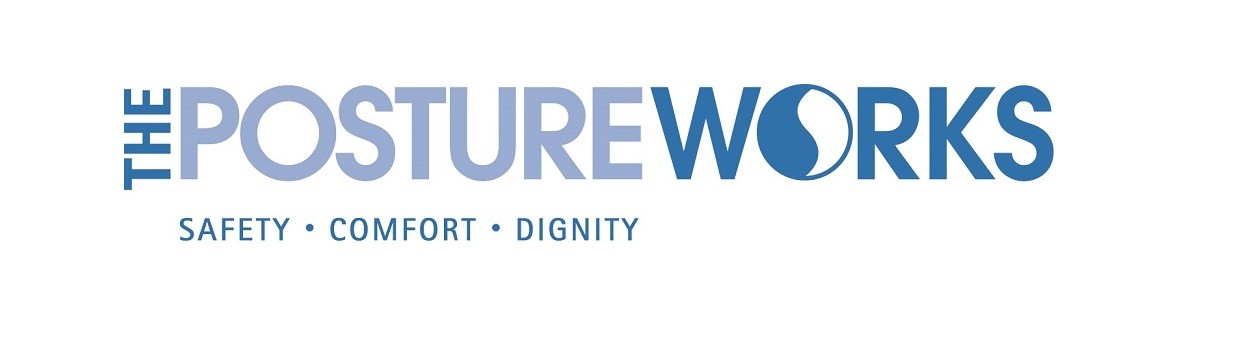 THE POSTUREWORKS
SAFETY • COMFORT • DIGNITY